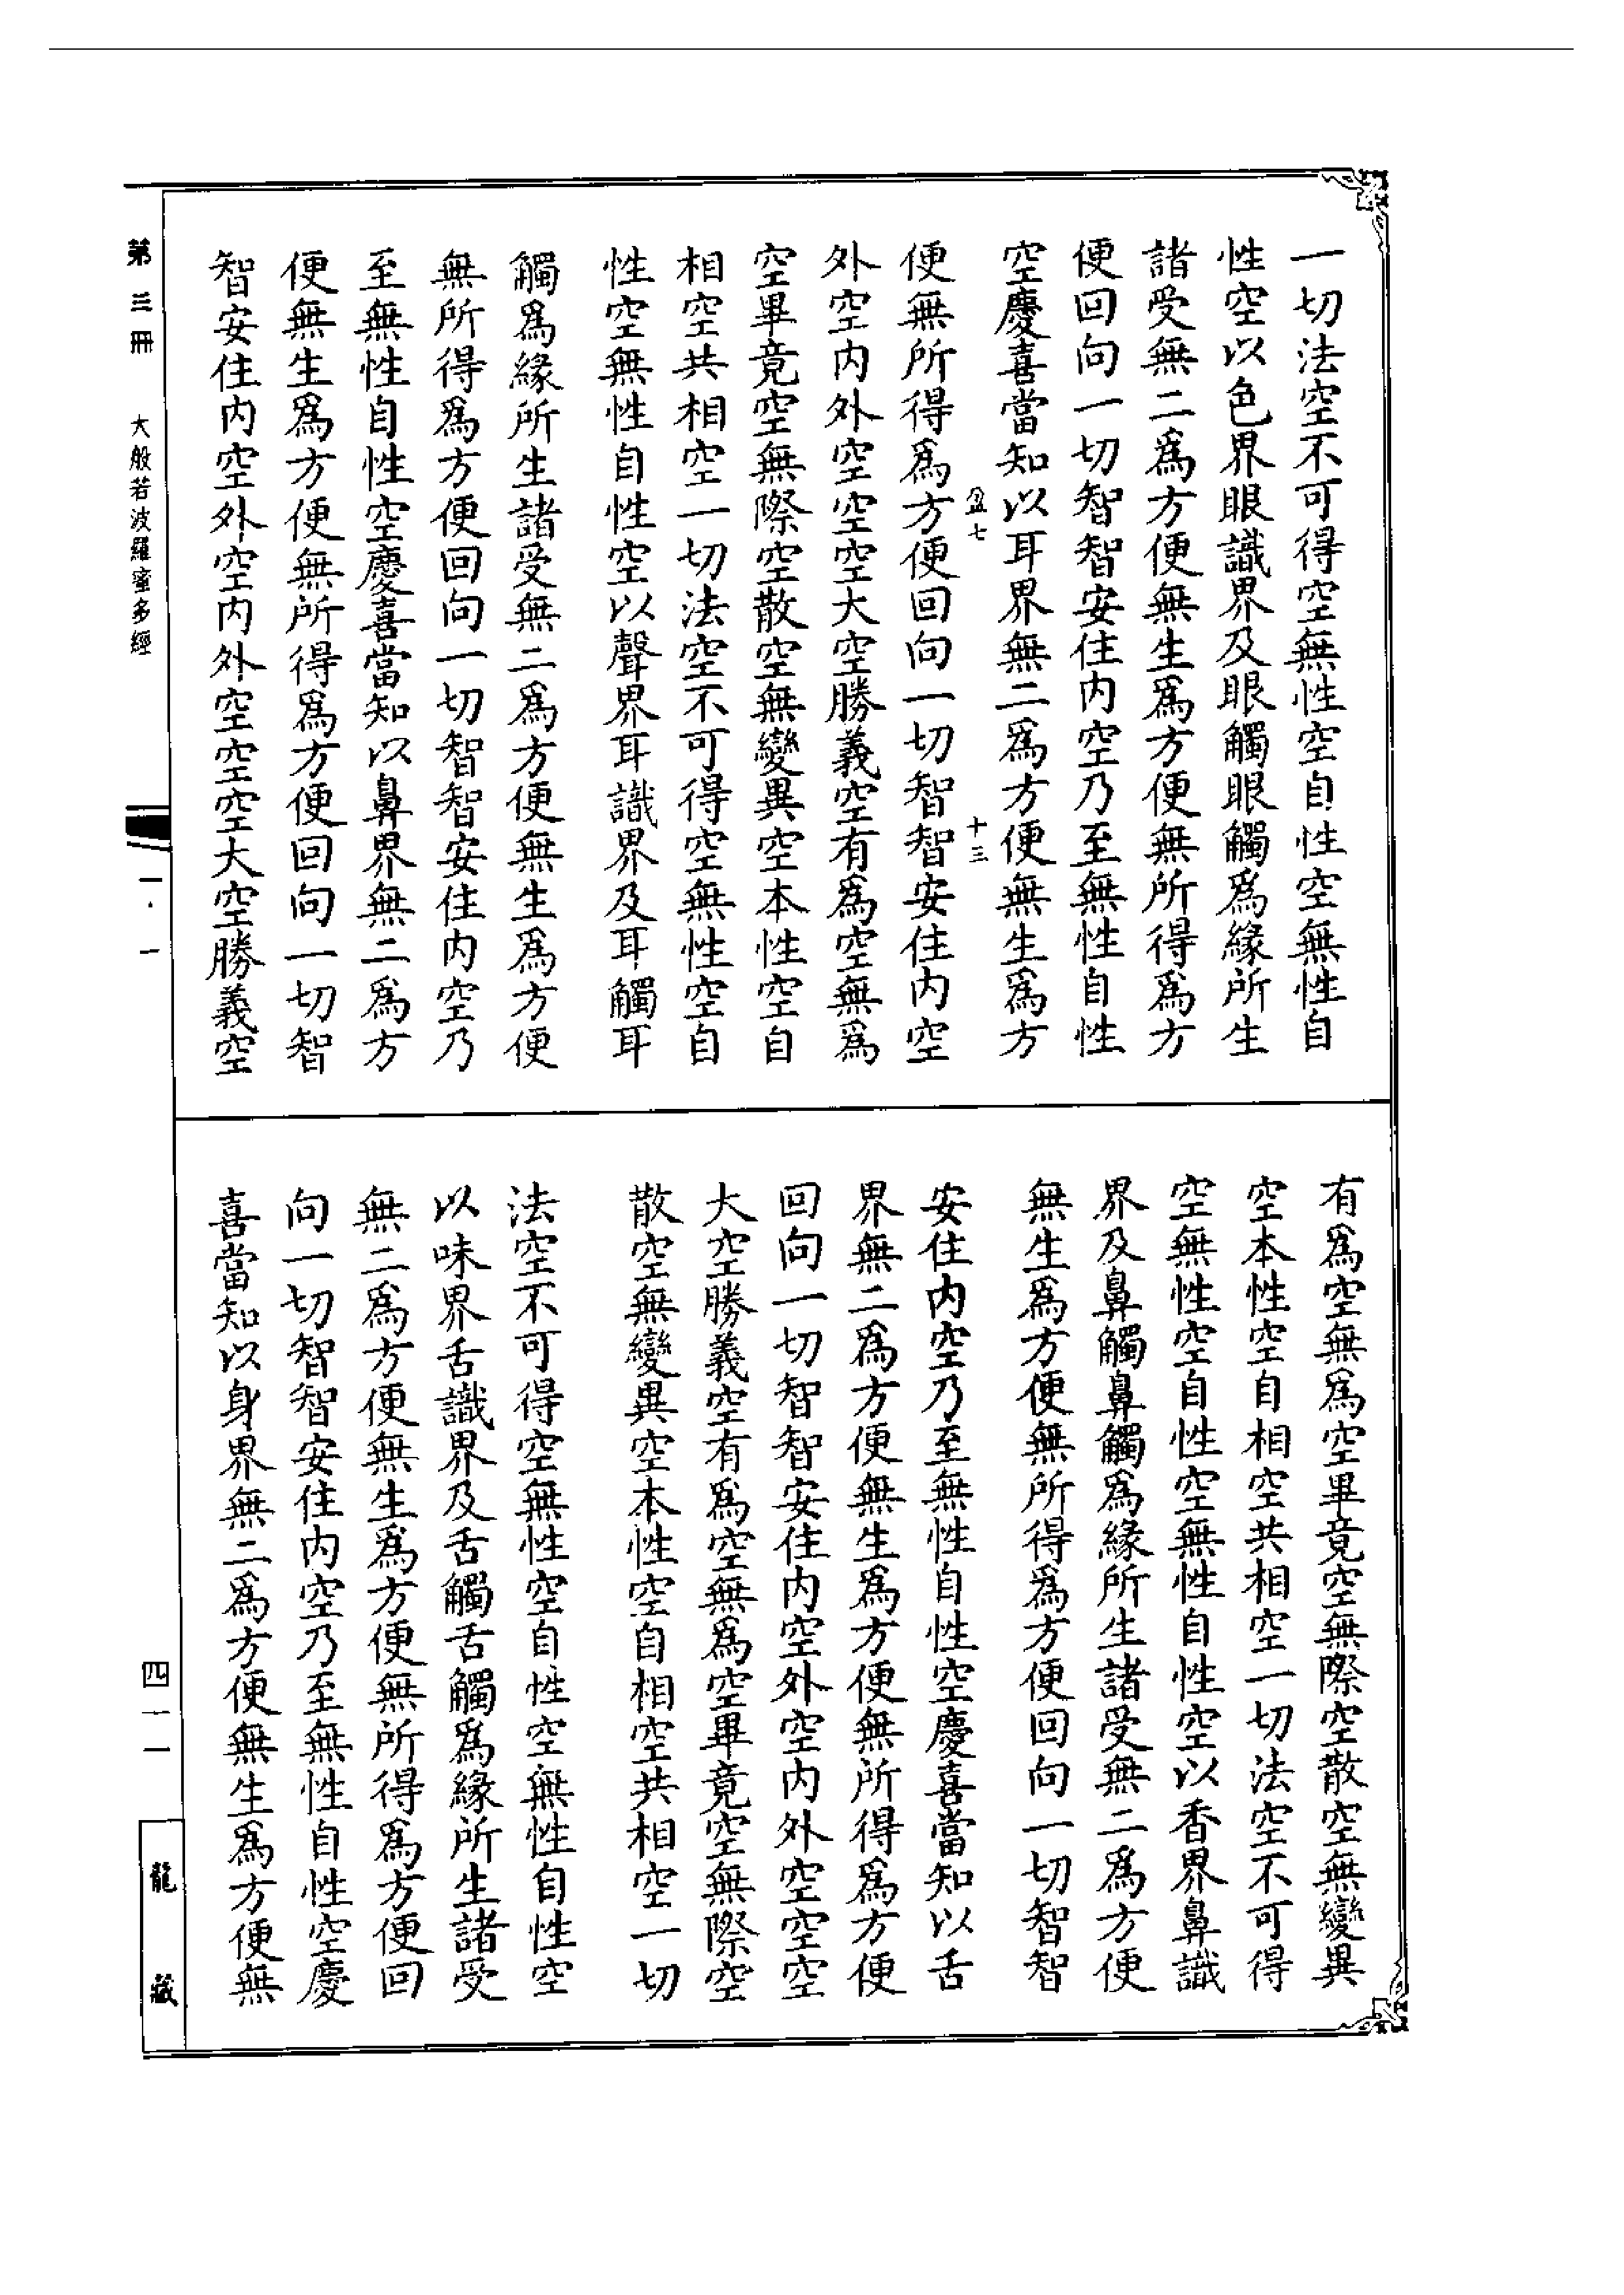 一切法空不可得空無性空自性空無性自
性空以色界眼識界及眼觸眼觸爲緣所生
諸受無二爲方便無生爲方便無所得爲方
便回向一切智智安住内空乃至無性自性
空慶喜當知以耳界無二爲方便無生爲方
盈七 十三
便無所得爲方便回向一切智智安住内空
外空内外空空空大空勝義空有爲空無爲
空畢竟空無際空散空無變異空本性空自
相空共相空一切法空不可得空無性空自
性空無性自性空以聲界耳識界及耳觸耳
觸爲緣所生諸受無二爲方便無生爲方便
無所得爲方便回向一切智智安住内空乃
至無性自性空慶喜當知以鼻界無二爲方
便無生爲方便無所得爲方便回向一切智
智安住内空外空内外空空空大空勝義空
有爲空無爲空畢竟空無際空散空無變異
空本性空自相空共相空一切法空不可得
空無性空自性空無性自性空以香界鼻識
界及鼻觸鼻觸爲緣所生諸受無二爲方便
無生爲方便無所得爲方便回向一切智智
安住内空乃至無性自性空慶喜當知以舌
界無二爲方便無生爲方便無所得爲方便
回向一切智智安住内空外空内外空空空
大空勝義空有爲空無爲空畢竟空無際空
散空無變異空本性空自相空共相空一切
法空不可得空無性空自性空無性自性空
以味界舌識界及舌觸舌觸爲緣所生諸受
無二爲方便無生爲方便無所得爲方便回
向一切智智安住内空乃至無性自性空慶
喜當知以身界無二爲方便無生爲方便無
第三冊 大般若波羅蜜多經 一·一 四一一 龍藏